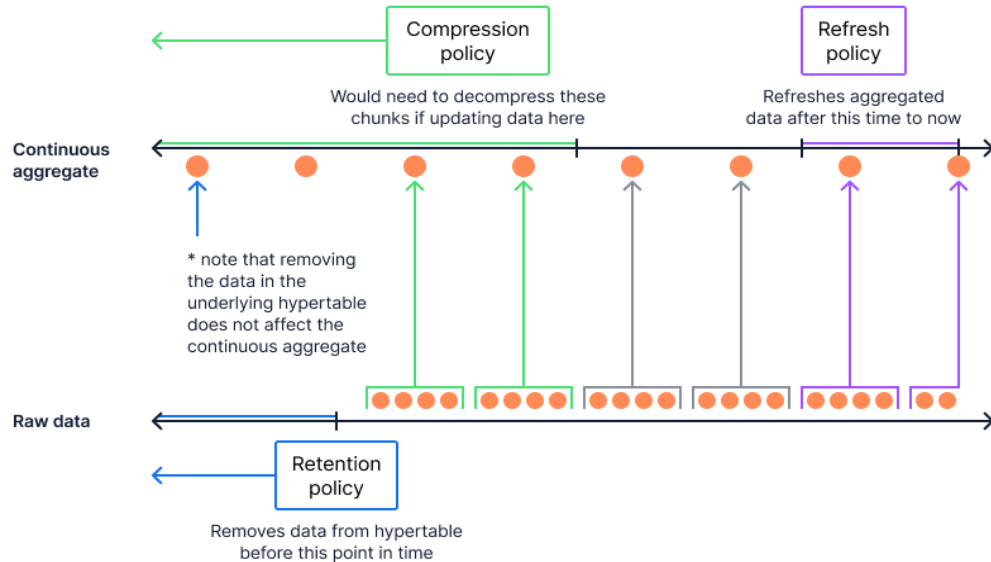 Compression
policy
Refresh
policy
Would need to decompress these
chunks if updating data here
Refreshes aggregated
data after this time to now
Continuous
aggregate
* note that removing
the data in the
underlying hypertable
does not affect the
continuous aggregate
Raw data
Retention
policy
Removes data from hypertable
before this point in time